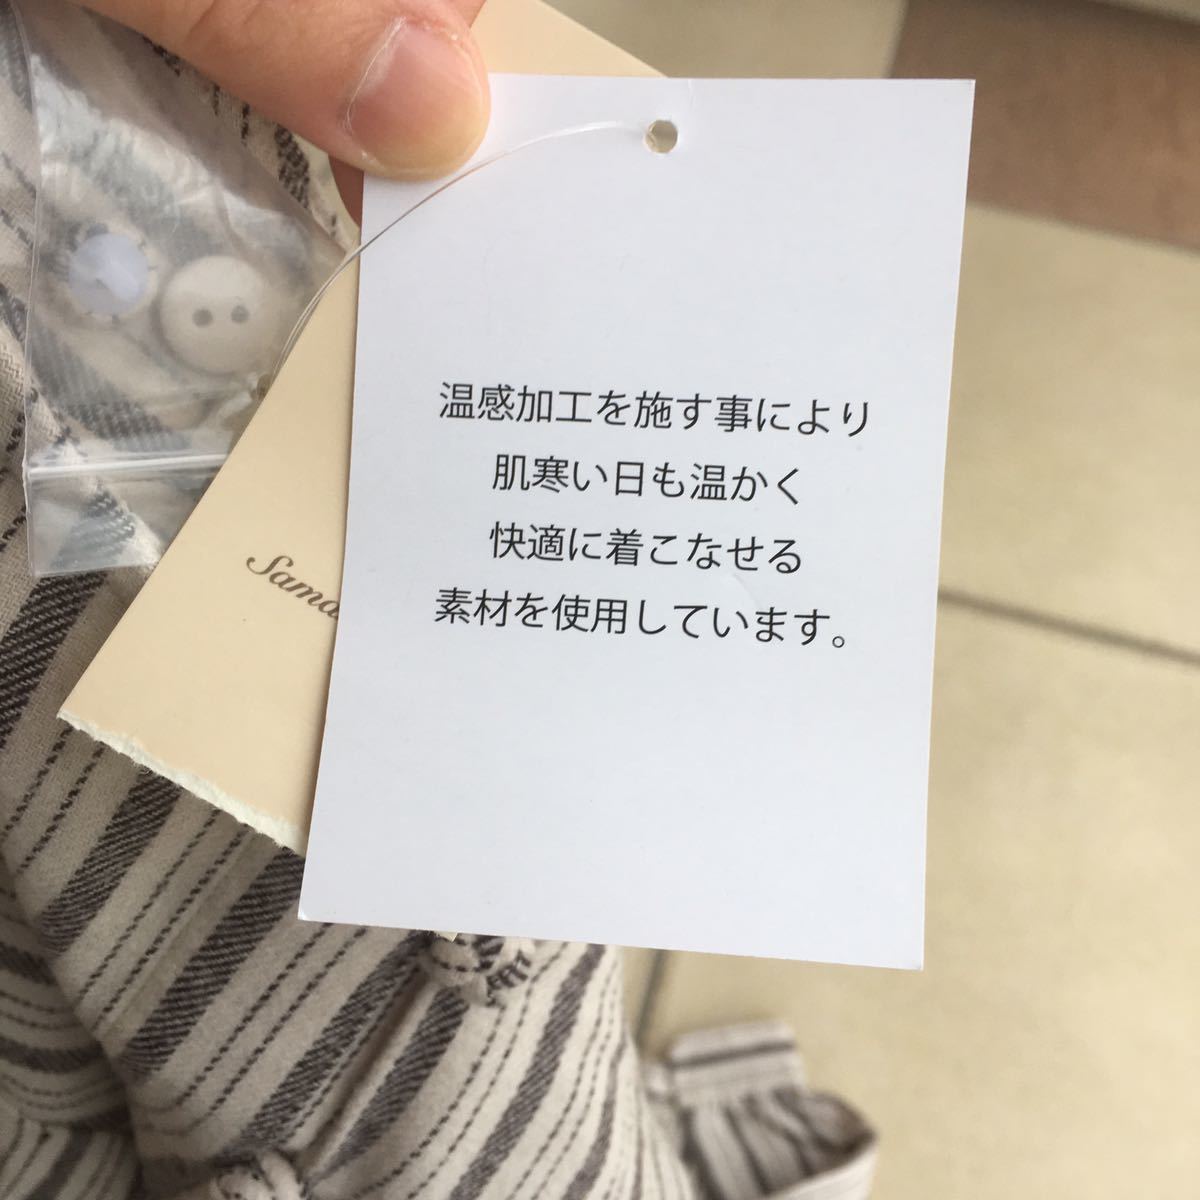 温感加工を施す事により
肌寒い日も温かく
快適に着こなせる
素材を使用しています。
Sama